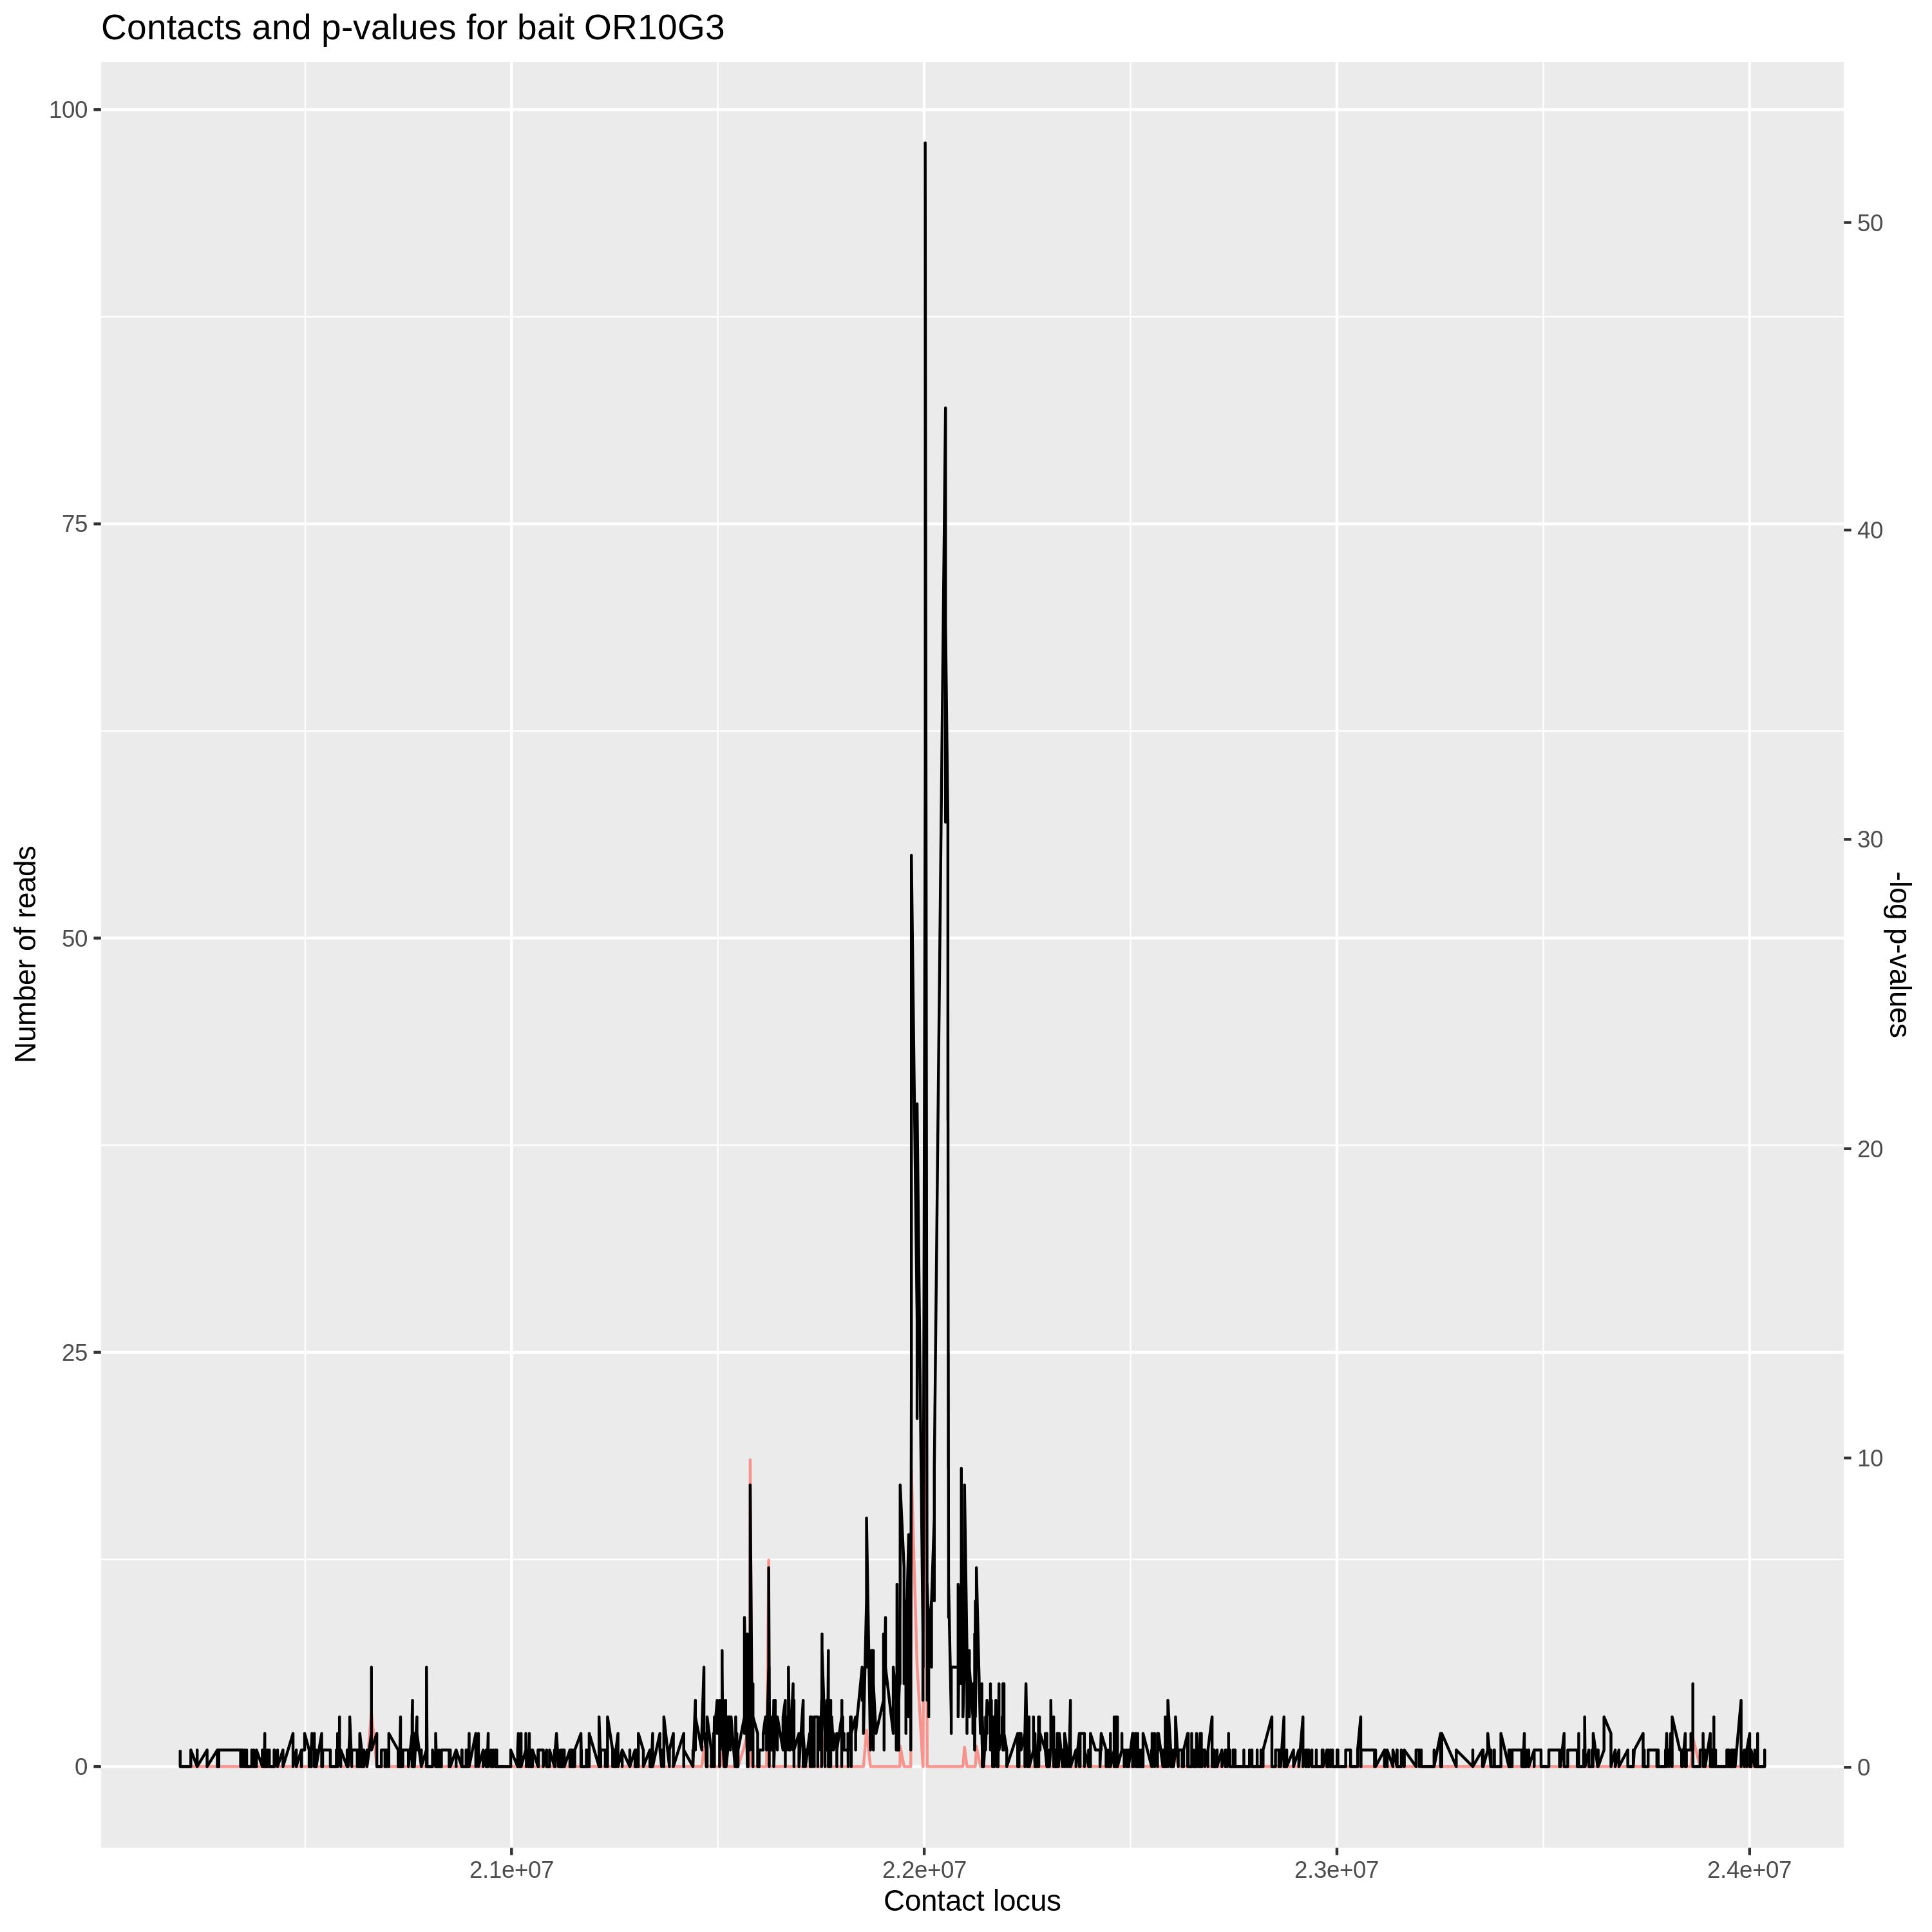 Contacts and p-values for bait OR10G3
100
75
50
25
0
Number of reads
50
40
30
20
10
0
-log p-values
2.1e+07 2.2e+07 2.3e+07 2.4e+07
Contact locus